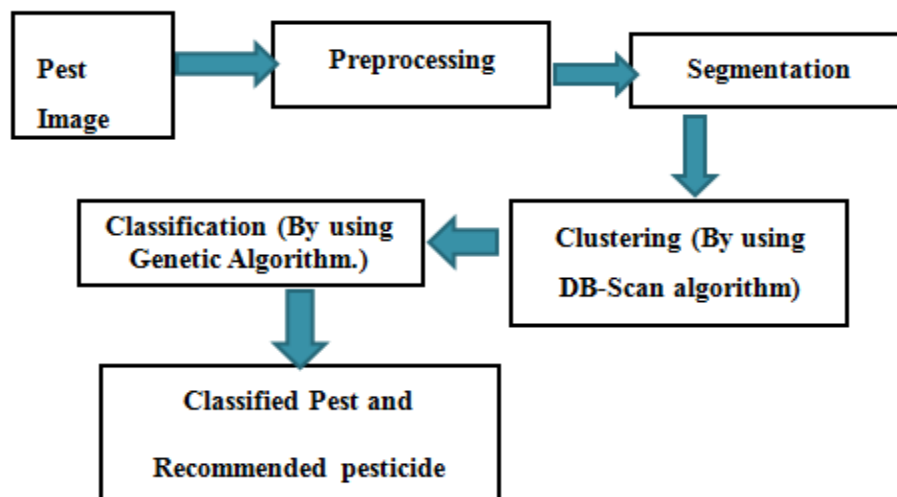 Pest
Image
Preprocessing
Segmentation
Clustering (By using
DB-Scan algorithm)
Classification (By using
Genetic Algorithm.)
Classified Pest and
Recommended pesticide